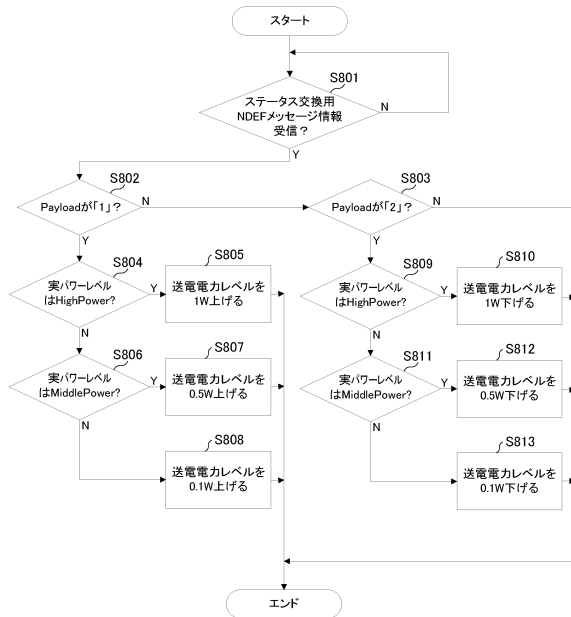 スタート
S801
ステータス交換用
NDEFメッセージ情報
受信？
N
Y
S802
Payloadが「1」？
N
Y
S803
Payloadが「2」？
N
Y
S804
実パワーレベル
はHighPower?
Y
N
S805
送電電力レベルを
1W上げる
S806
実パワーレベル
はMiddlePower?
Y
N
S807
送電電力レベルを
0.5W上げる
S808
送電電力レベルを
0.1W上げる
S809
実パワーレベル
はHighPower?
Y
N
S810
送電電力レベルを
1W下げる
S811
実パワーレベル
はMiddlePower?
Y
N
S812
送電電力レベルを
0.5W下げる
S813
送電電力レベルを
0.1W下げる
エンド